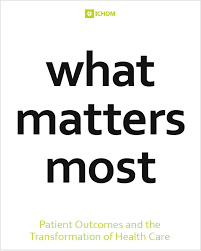 ICHOM
what
matters
most
Patient Outcomes and the
Transformation of Health Care